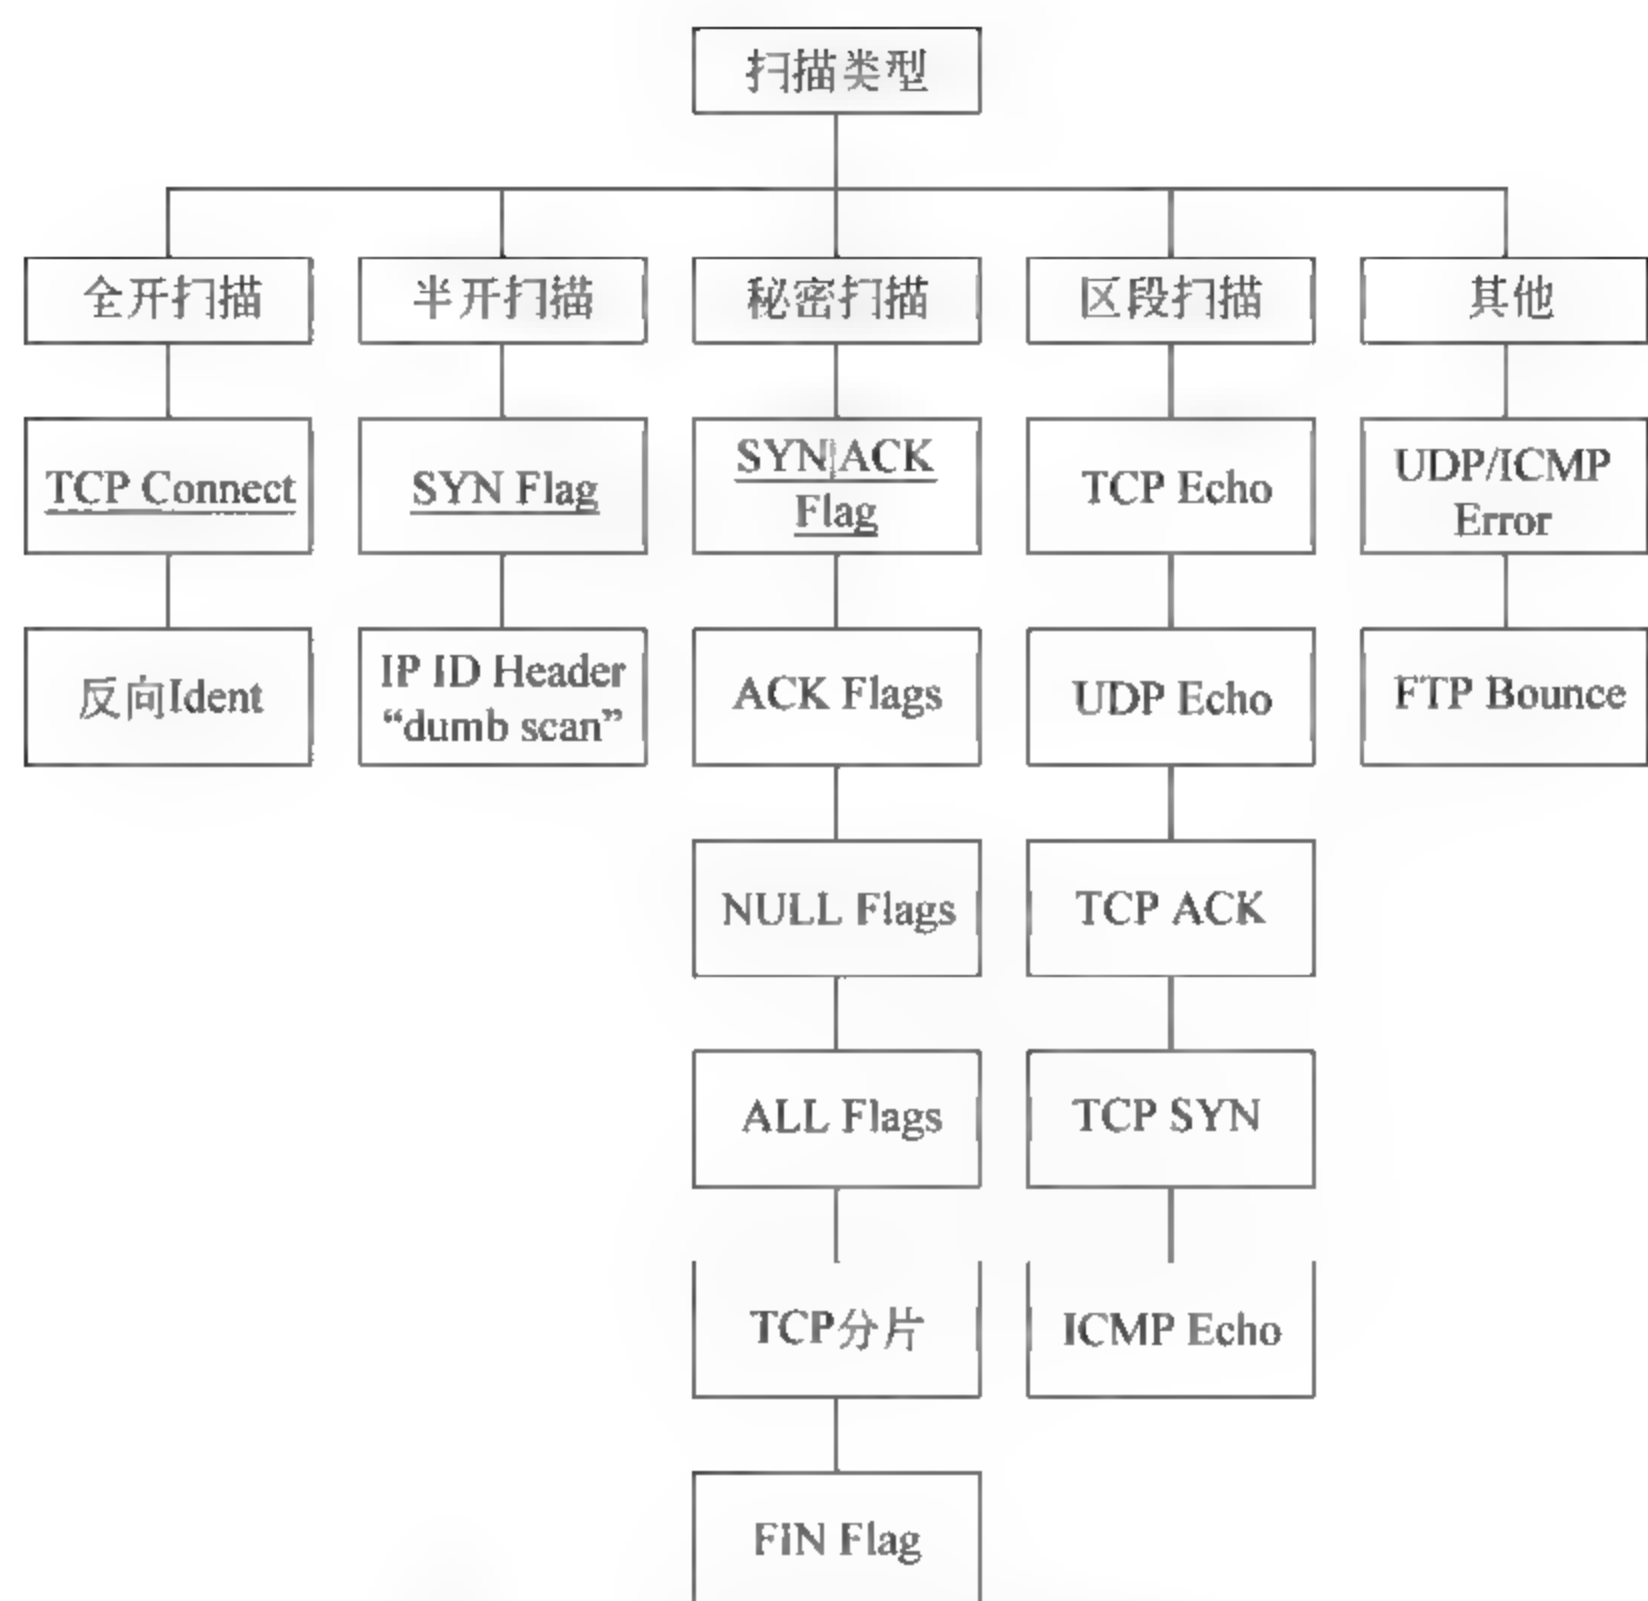 扫描类型
全开扫描
半开扫描
秘密扫描
区段扫描
其他
TCP Connect
SYN Flag
SYN|ACK
Flag
TCP Echo
UDP/ICMP
Error
反向Ident
IP ID Header
“dumb scan”
ACK Flags
UDP Echo
FTP Bounce
NULL Flags
TCP ACK
ALL Flags
TCP SYN
TCP分片
ICMP Echo
FIN Flag